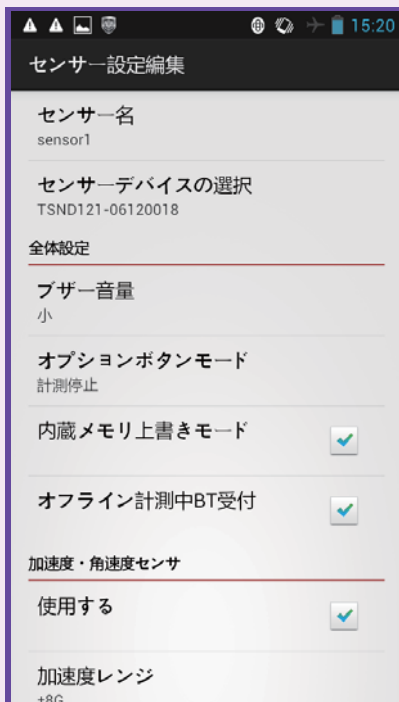 15:20
センサー設定編集
センサー名
sensor1
センサーデバイスの選択
TSND121-06120018
全体設定
ブザー音量
小
オプションボタンモード
計測停止
内蔵メモリ上書きモード
オフライン計測中BT受付
加速度・角速度センサ
使用する
加速度レンジ
±8G